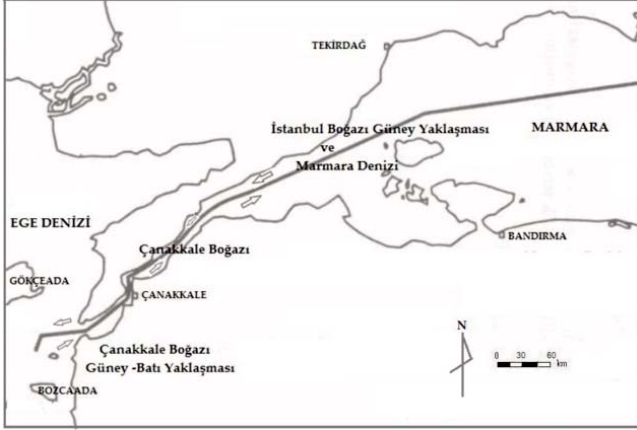 TEKİRDAĞ
İstanbul Boğazı Güney Yaklaşması
ve
Marmara Denizi
MARMARA
EGE DENİZİ
BANDIRMA
Çanakkale Boğazı
GÖKÇEADA
ÇANAKKALE
N
Çanakkale Boğazı
Güney -Batı Yaklaşması
0 30 60
km
BOZCAADA